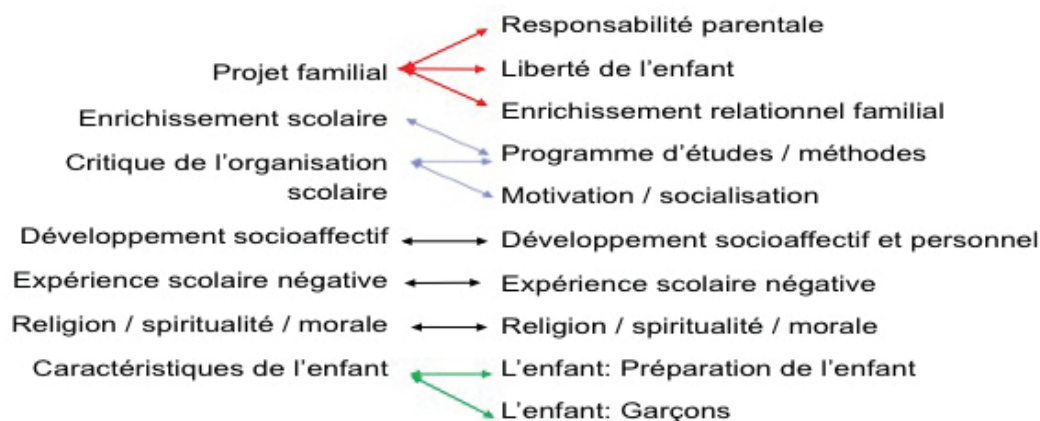 Projet familial
Enrichissement scolaire
Critique de l'organisation
scolaire
Développement socioaffectif
Expérience scolaire négative
Religion / spiritualité / morale
Caractéristiques de l'enfant
Responsabilité parentale
Liberté de l'enfant
Enrichissement relationnel familial
Programme d'études / méthodes
Motivation / socialisation
Développement socioaffectif et personnel
Expérience scolaire négative
Religion / spiritualité / morale
L'enfant: Préparation de l'enfant
L'enfant: Garçons